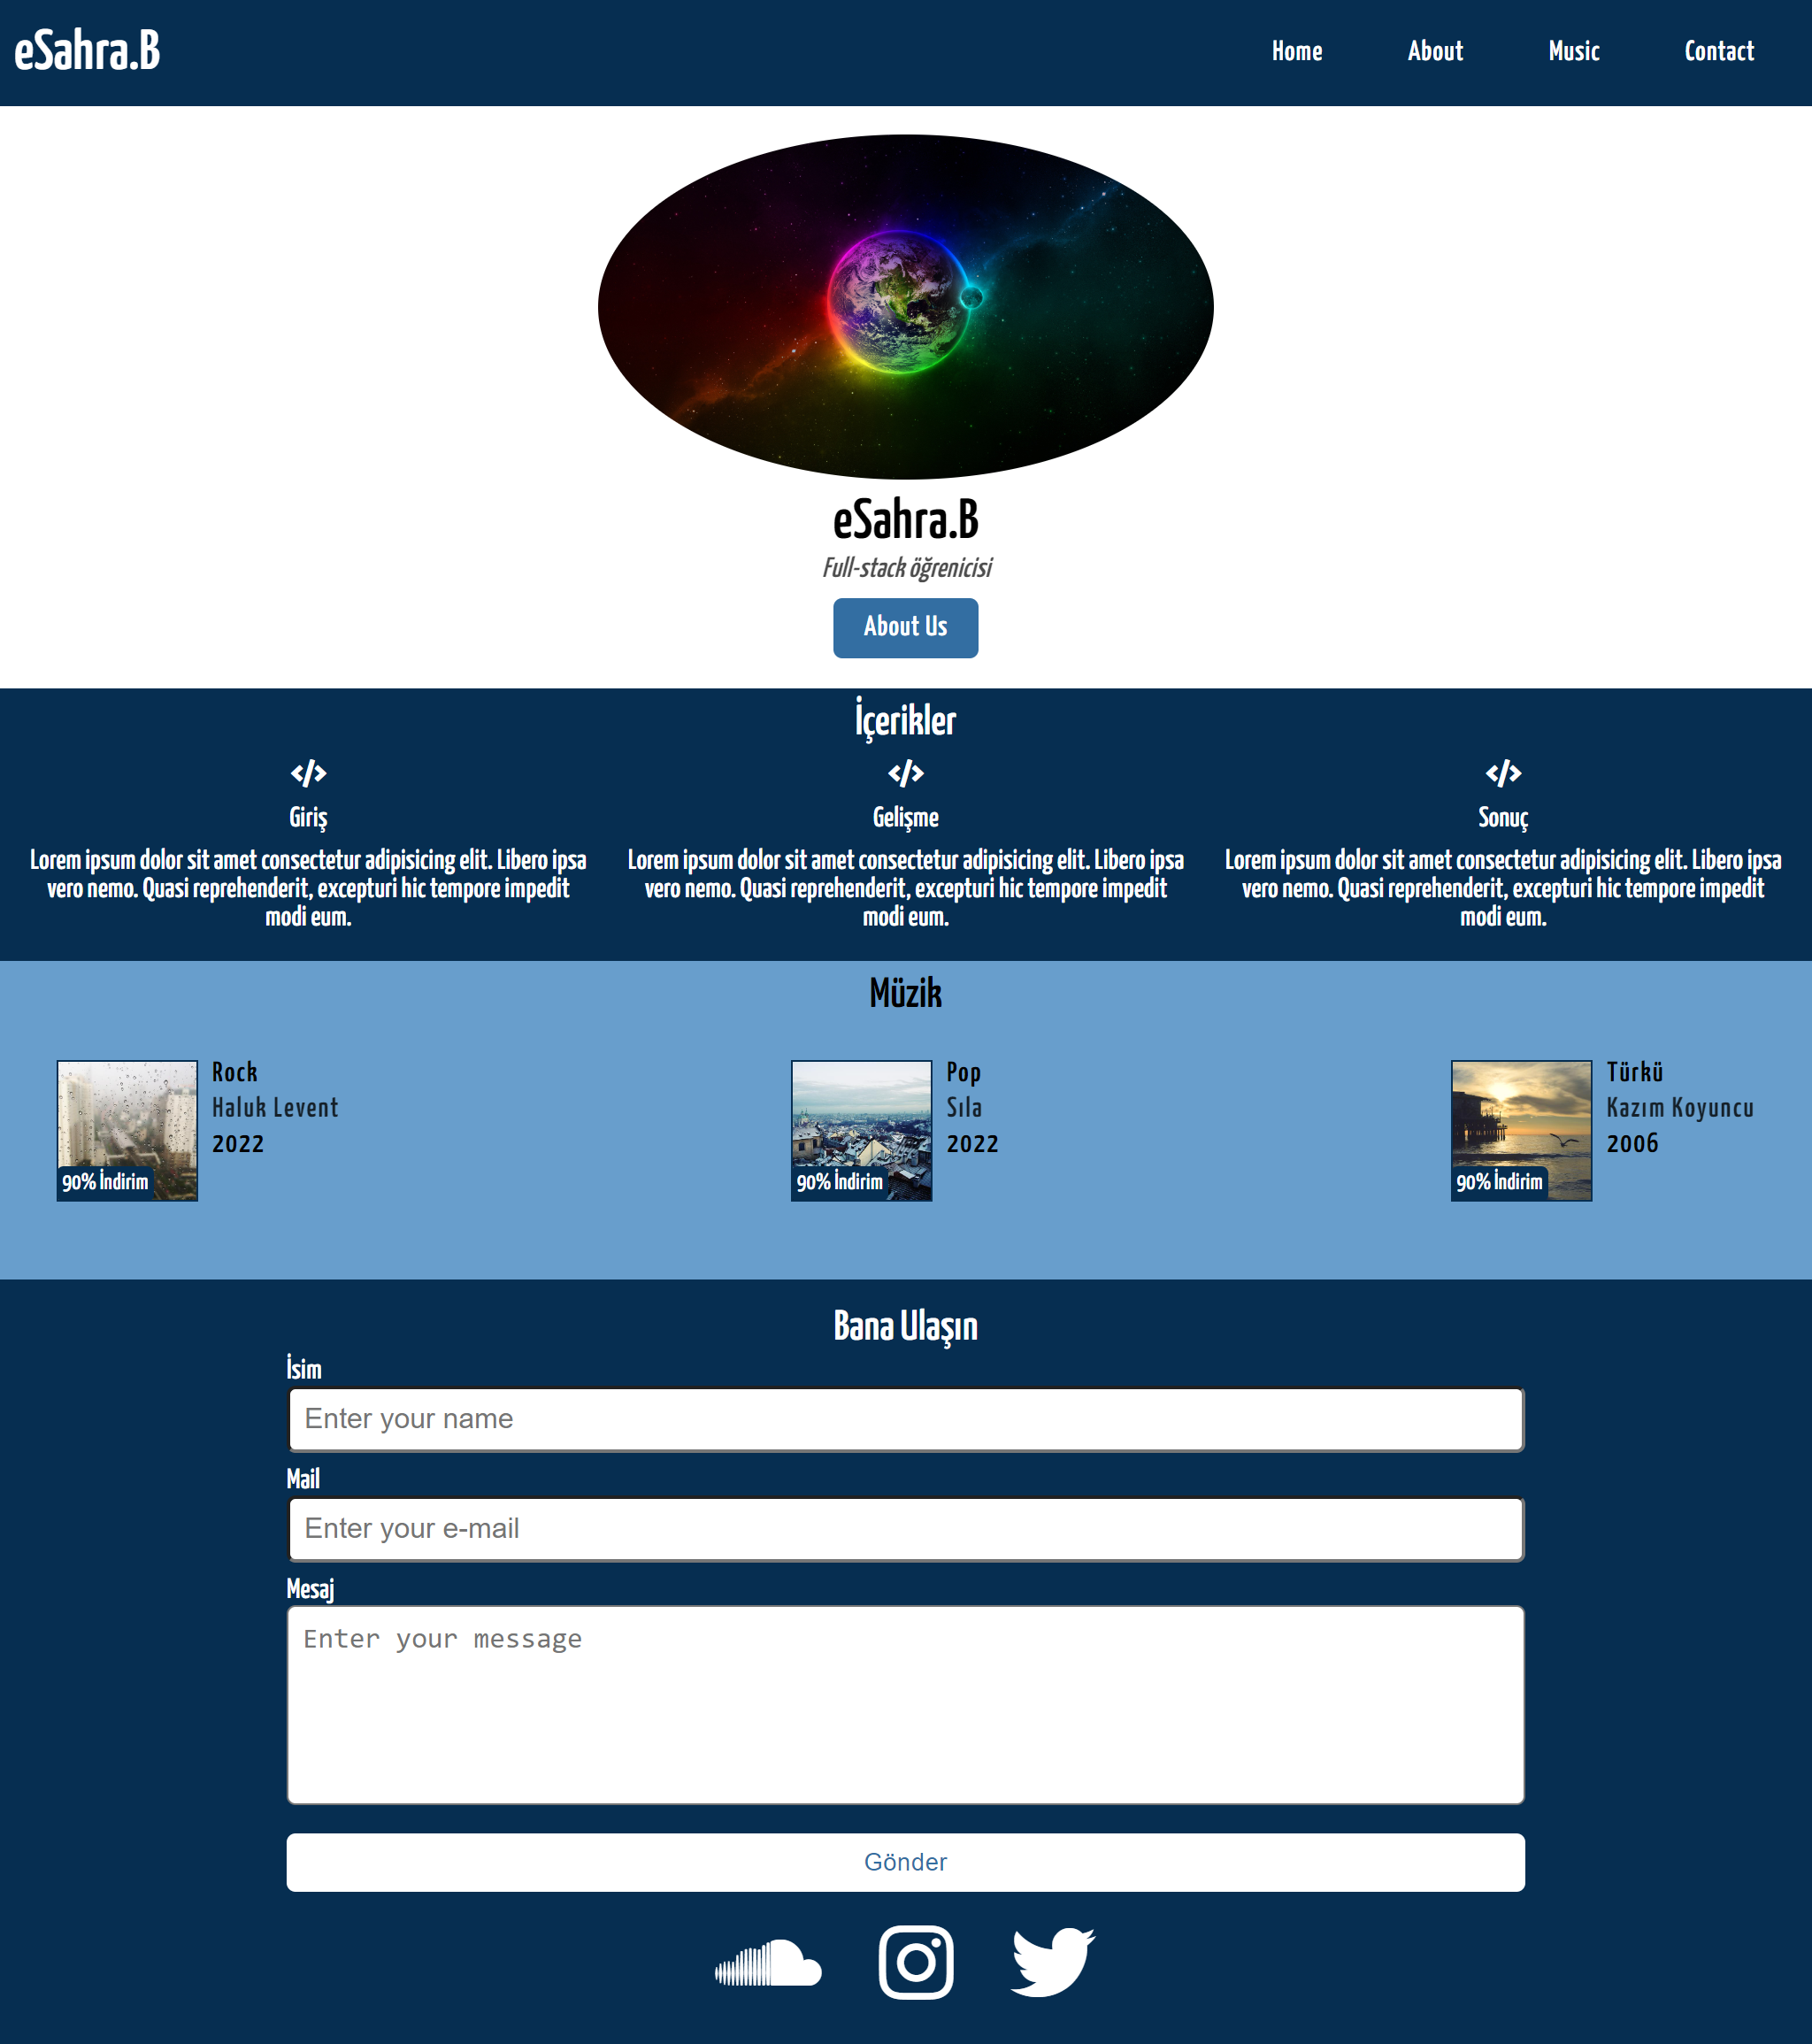 eSahra.B
Home
About
Music
Contact
eSahra.B
Full-stack öğrenicisi
About Us
İçerikler
Giriş
Lorem ipsum dolor sit amet consectetur adipisicing elit. Libero ipsa
vero nemo. Quasi reprehenderit, excepturi hic tempore impedit
modi eum.
Gelişme
Lorem ipsum dolor sit amet consectetur adipisicing elit. Libero ipsa
vero nemo. Quasi reprehenderit, excepturi hic tempore impedit
modi eum.
Sonuç
Lorem ipsum dolor sit amet consectetur adipisicing elit. Libero ipsa
vero nemo. Quasi reprehenderit, excepturi hic tempore impedit
modi eum.
Müzik
90% İndirim
Rock
Haluk Levent
2022
90% İndirim
Pop
Sıla
2022
90% İndirim
Türkü
Kazım Koyuncu
2006
Bana Ulaşın
İsim
Enter your name
Mail
Enter your e-mail
Mesaj
Enter your message
Gönder